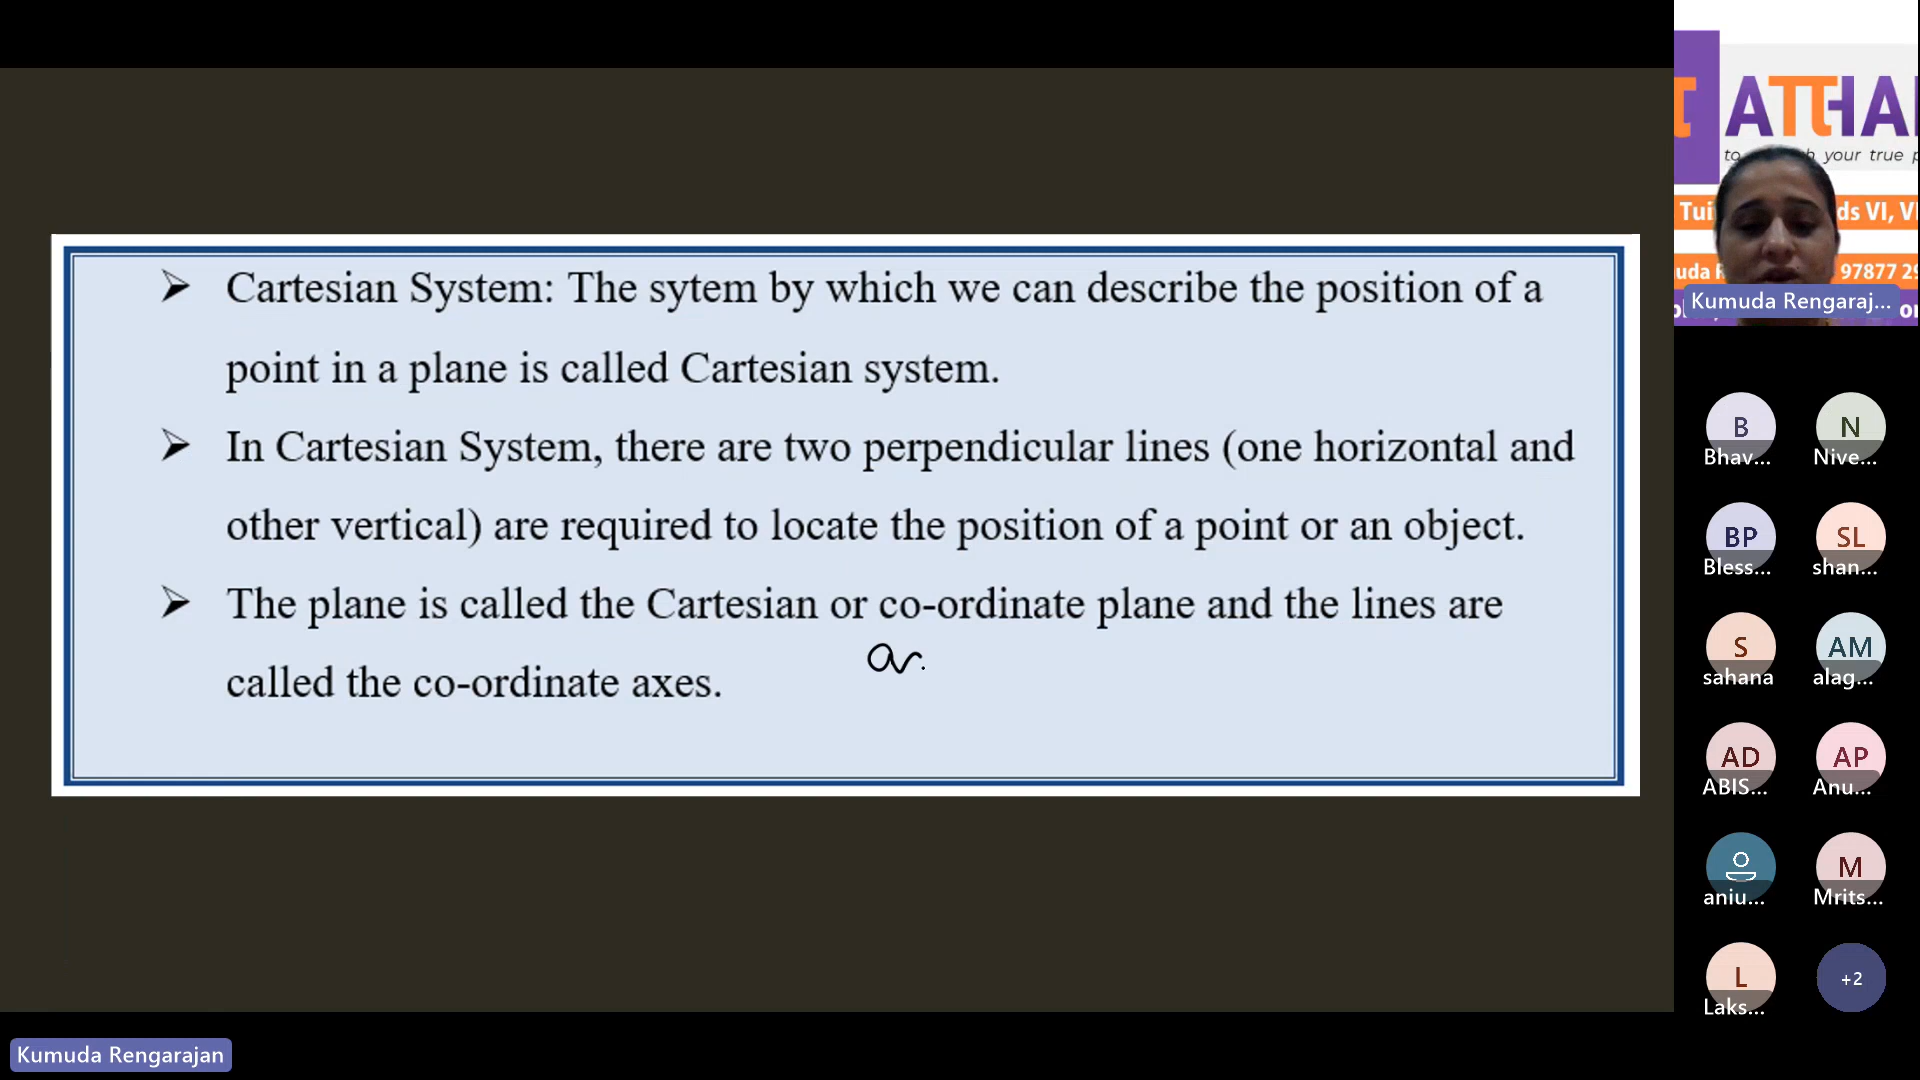 ➢ Cartesian System: The sytem by which we can describe the position of a
point in a plane is called Cartesian system.
➢ In Cartesian System, there are two perpendicular lines (one horizontal and
other vertical) are required to locate the position of a point or an object.
➢ The plane is called the Cartesian or co-ordinate plane and the lines are
called the co-ordinate axes.
or
your true
Tui
ds VI,
97877 29
Kumuda Rengaraj...
B
N
Bhav...
Nive...
BP
SL
Bless...
shan...
S
AM
sahana
alag...
AD
AP
ABIS...
Anu...
M
aniu...
Mrits...
L
+2
Laks...
Kumuda Rengarajan